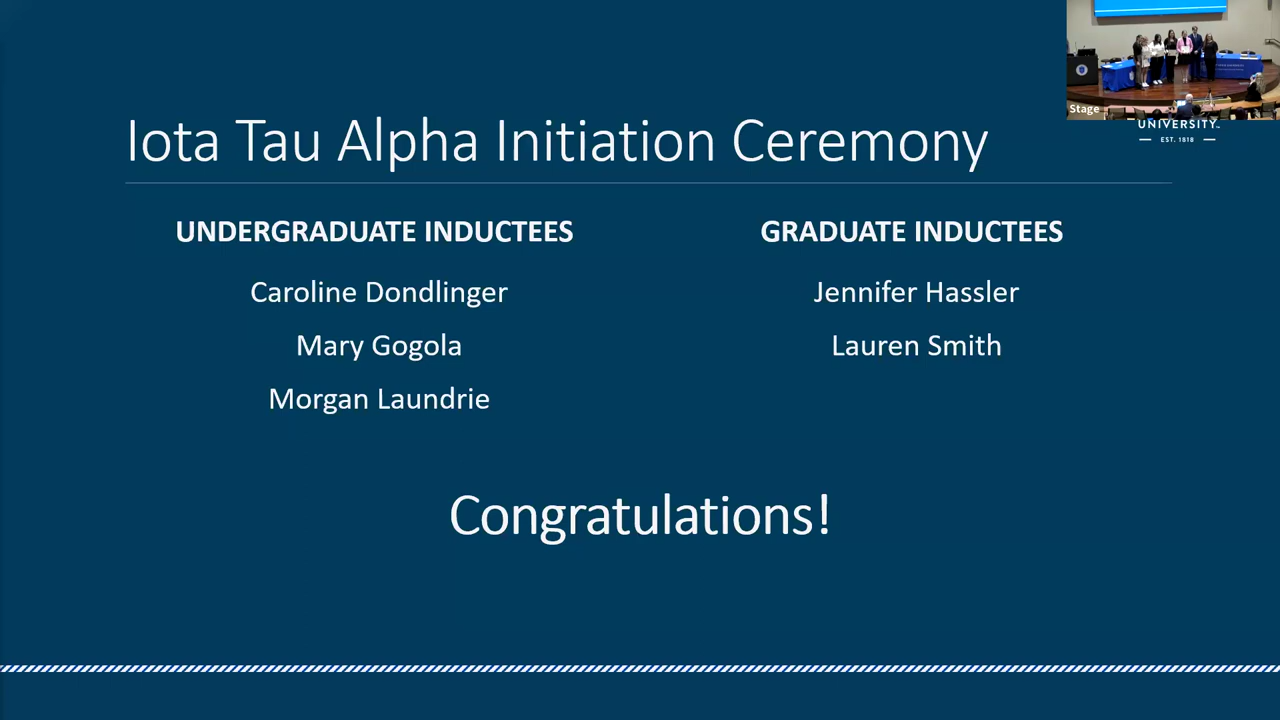 Stage
UNIVERSITY
EST. 1818
Iota Tau Alpha Initiation Ceremony
UNDERGRADUATE INDUCTEES
Caroline Dondlinger
Mary Gogola
Morgan Laundrie
GRADUATE INDUCTEES
Jennifer Hassler
Lauren Smith
Congratulations!